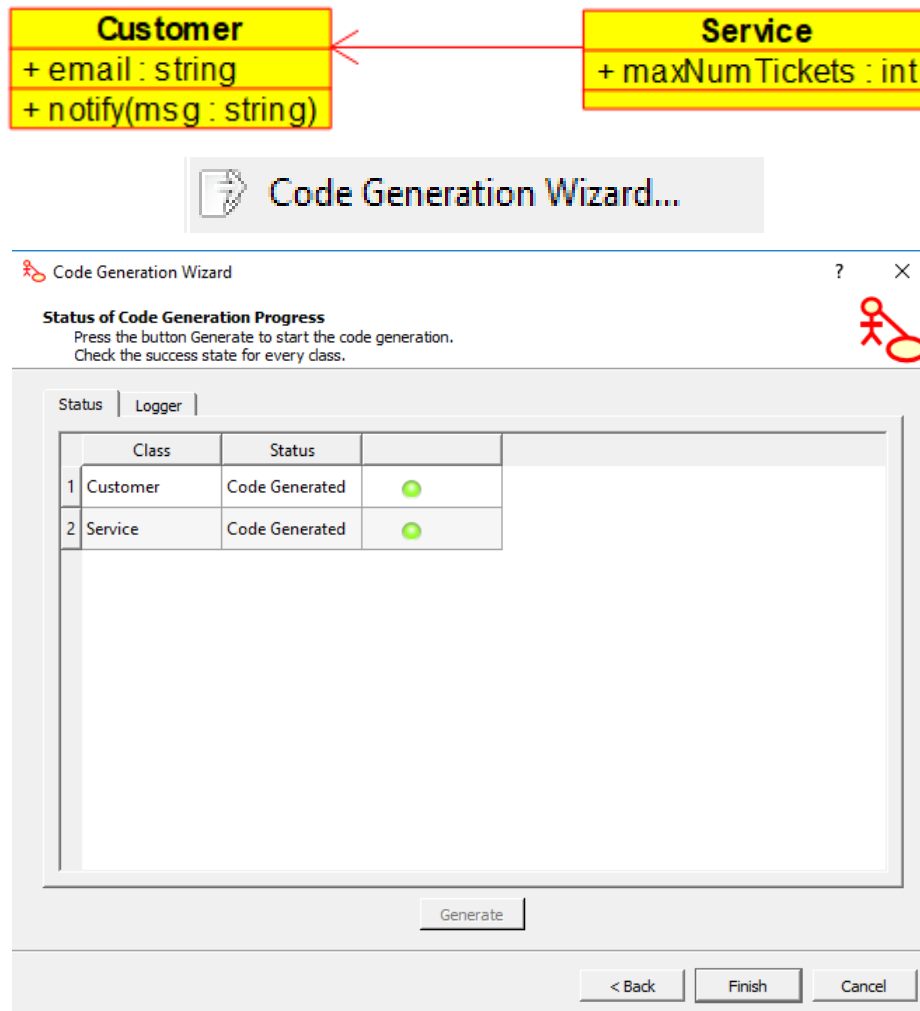 Customer
+ email : string
+ notify(msg : string)
Service
+ maxNumTickets : int
Code Generation Wizard...
Code Generation Wizard
?
Status of Code Generation Progress
Press the button Generate to start the code generation.
Check the success state for every class.
Status Logger
Class Status
1 Customer Code Generated
2 Service Code Generated
Generate
< Back Finish Cancel